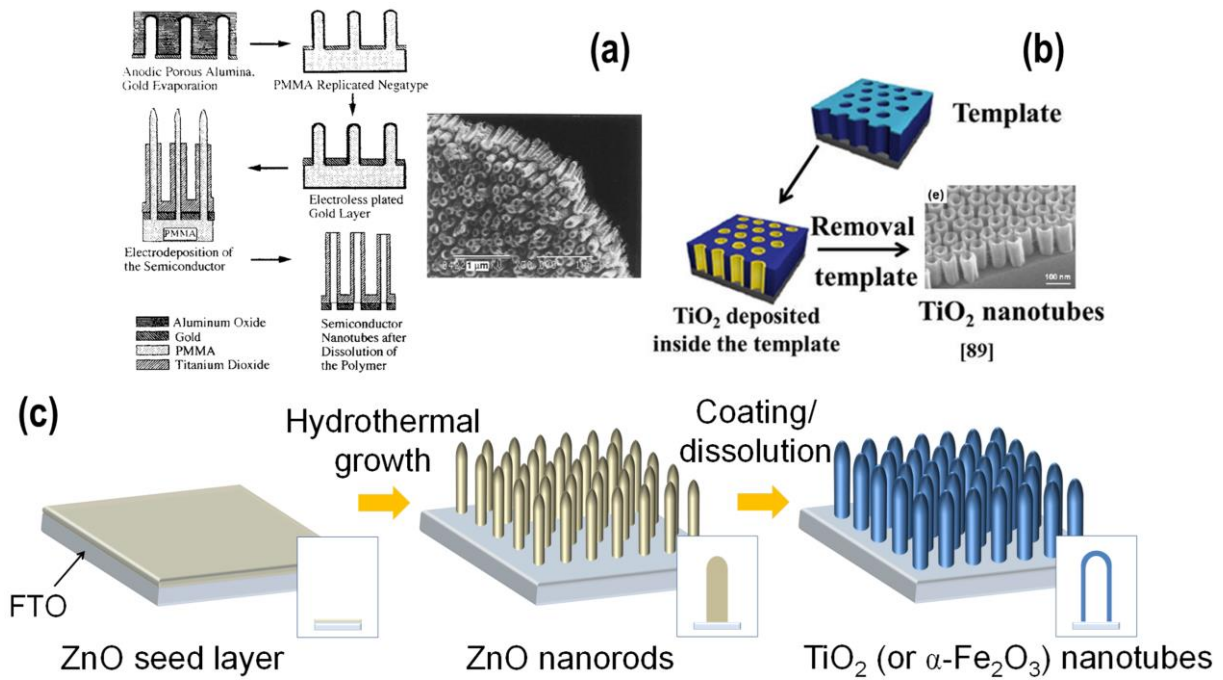 (a)
Anodic Porous Alumina.
Gold Evaporation
PMMA Replicated Negatype
Electroless plated
Gold Layer
PMMA
Electrodeposition of
the Semiconductor
Semiconductor
Nanotubes after
Dissolution of
the Polymer
Aluminum Oxide
Gold
PMMA
Titanium Dioxide
1 μm
(b)
Template
TiO₂ deposited
inside the template
Removal
template
(e)
100 nm
TiO₂ nanotubes
[89]
(c)
Hydrothermal
growth
Coating/
dissolution
FTO
ZnO seed layer
ZnO nanorods
TiO₂ (or α-Fe₂O₃) nanotubes